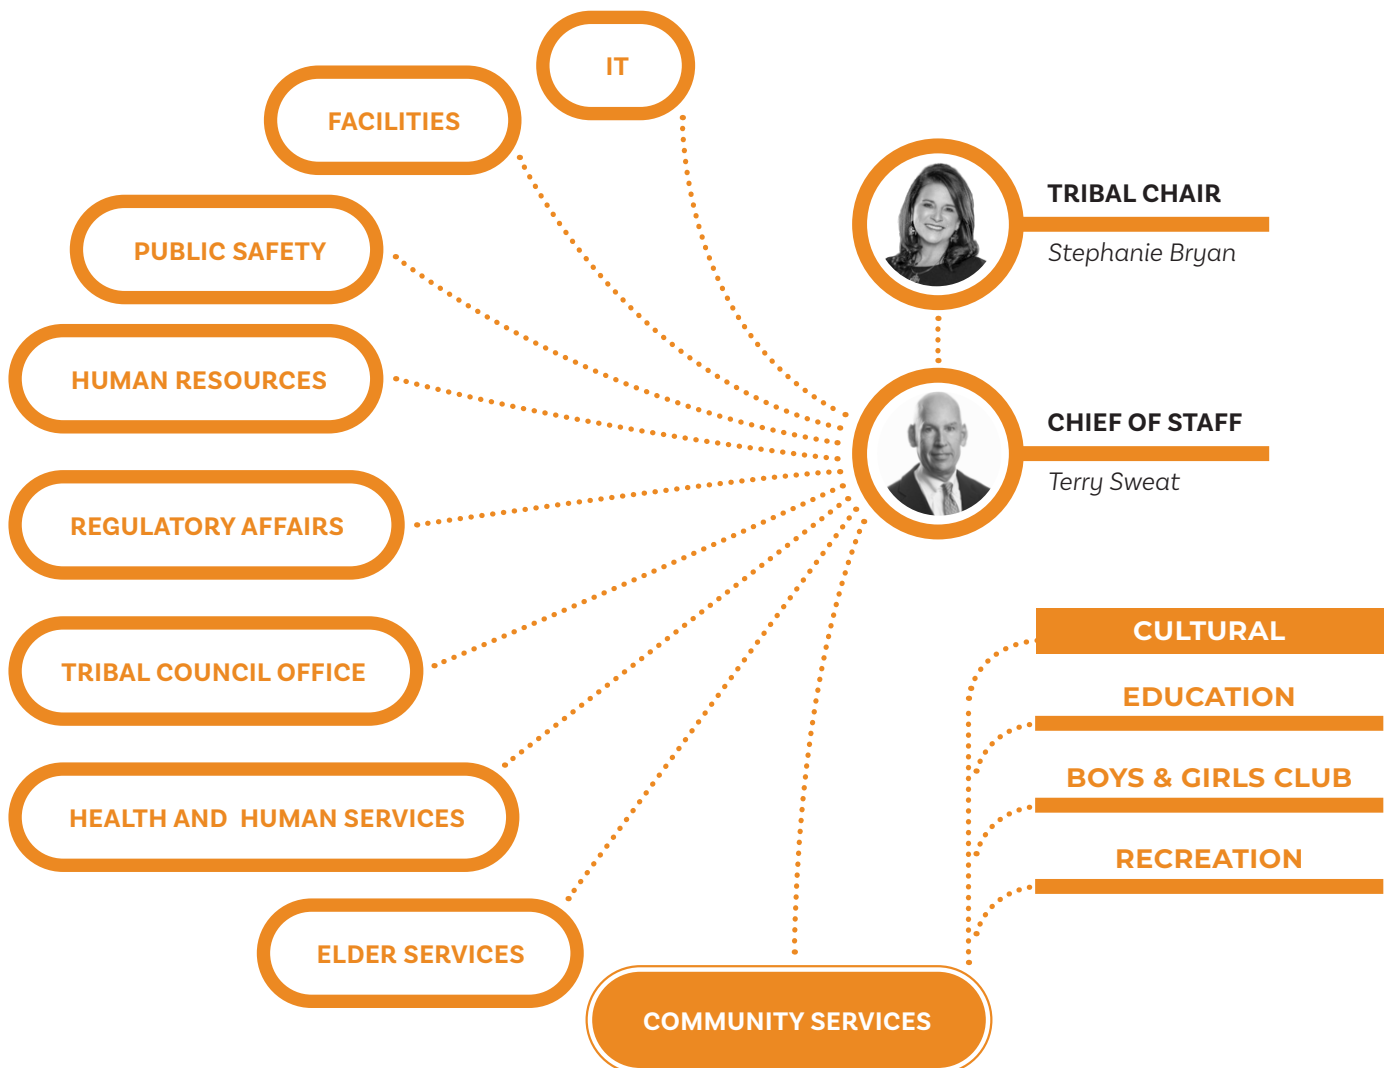 IT
FACILITIES
PUBLIC SAFETY
HUMAN RESOURCES
REGULATORY AFFAIRS
TRIBAL COUNCIL OFFICE
HEALTH AND HUMAN SERVICES
ELDER SERVICES
COMMUNITY SERVICES
TRIBAL CHAIR
Stephanie Bryan
CHIEF OF STAFF
Terry Sweat
CULTURAL
EDUCATION
BOYS & GIRLS CLUB
RECREATION